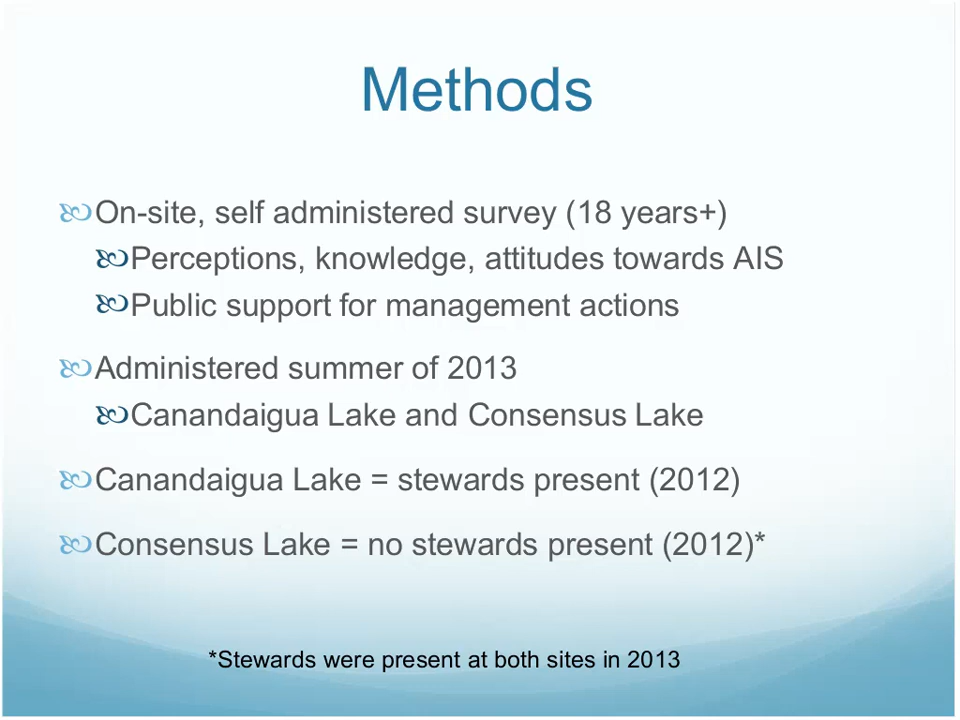 Methods
On-site, self administered survey (18 years+)
Perceptions, knowledge, attitudes towards AIS
Public support for management actions
Administered summer of 2013
Canandaigua Lake and Consensus Lake
Canandaigua Lake = stewards present (2012)
Consensus Lake = no stewards present (2012)*
*Stewards were present at both sites in 2013